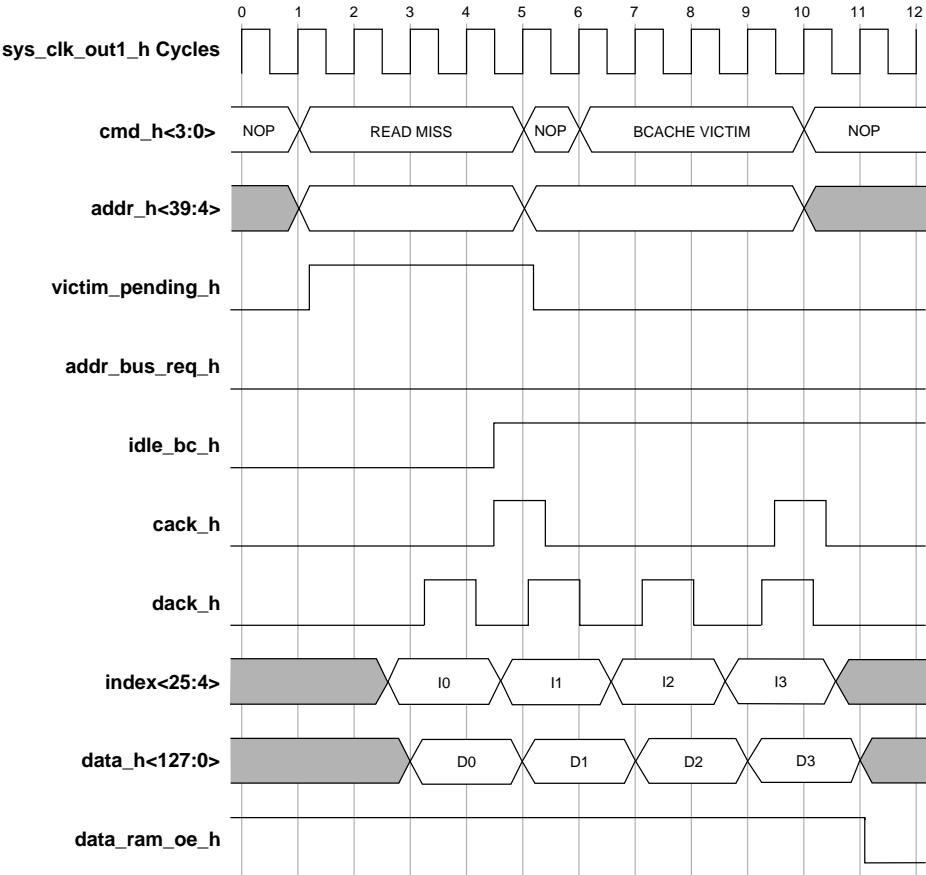 0 1 2 3 4 5 6 7 8 9 10 11 12
sys_clk_out1_h Cycles
cmd_h<3:0> NOP READ MISS NOP BCACHE VICTIM NOP
addr_h<39:4>
victim_pending_h
addr_bus_req_h
idle_bc_h
cack_h
dack_h
index<25:4> I0 I1 I2 I3
data_h<127:0> D0 D1 D2 D3
data_ram_oe_h